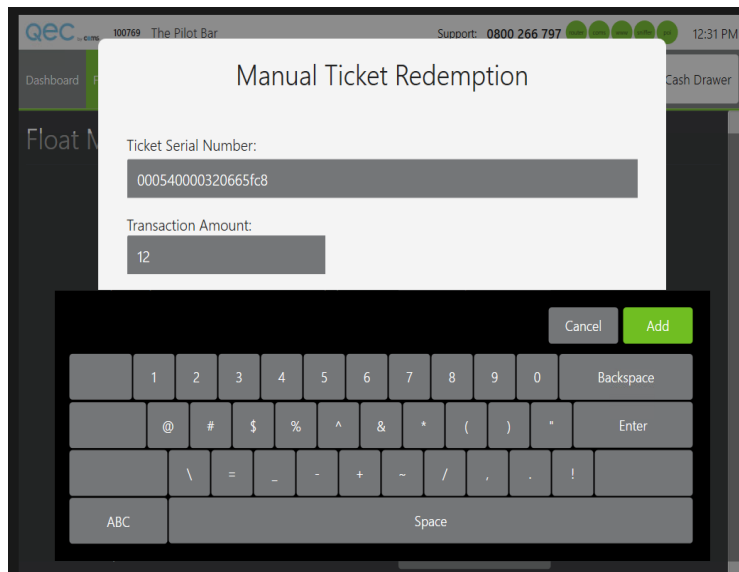 QEC by COMS 100769 The Pilot Bar Support: 0800 266 797 12:31 PM
Dashboard F Cash Drawer
Float M
Manual Ticket Redemption
Ticket Serial Number:
000540000320665fc8
Transaction Amount:
12
Cancel Add
1 2 3 4 5 6 7 8 9 0 Backspace
@ # $ % ^ & * ( ) " Enter
\ = _ - + ~ / , . !
ABC Space